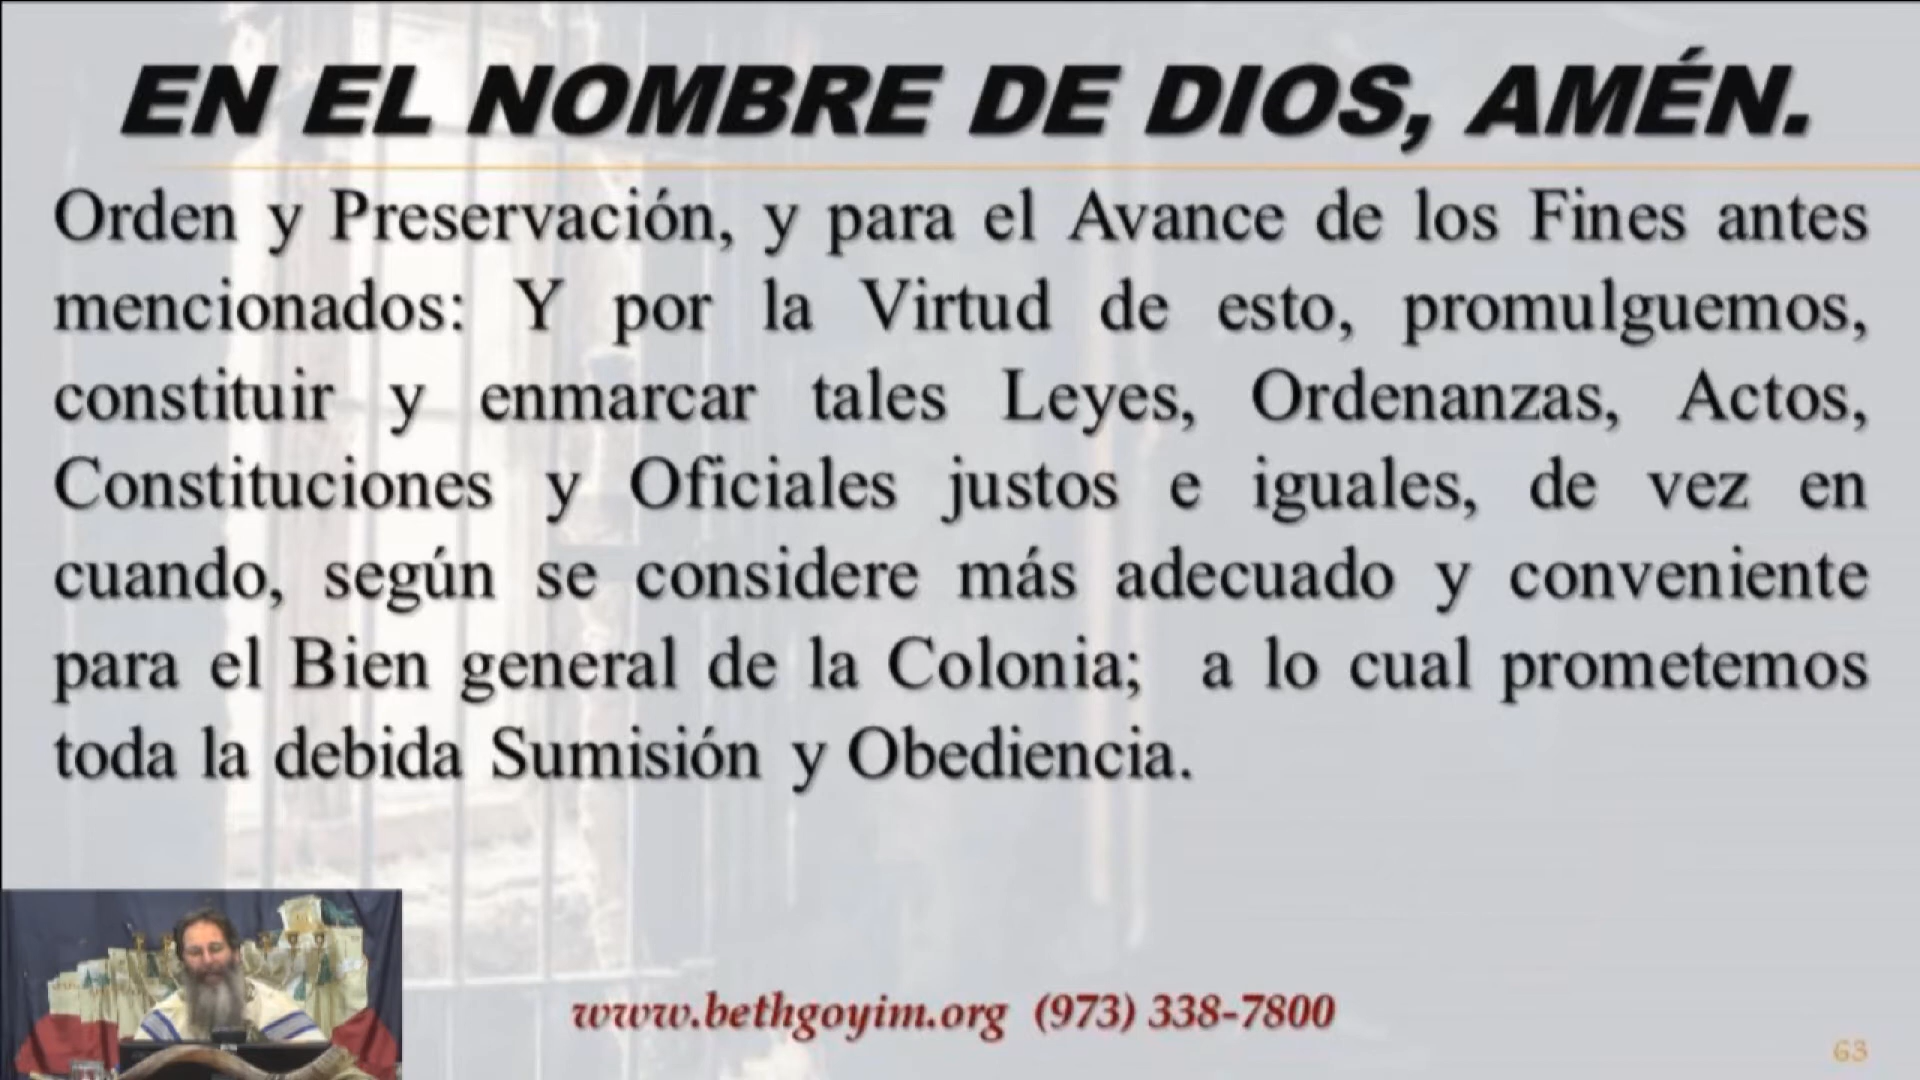 EN EL NOMBRE DE DIOS, AMÉN.
Orden y Preservación, y para el Avance de los Fines antes
mencionados: Y por la Virtud de esto, promulguemos,
constituir y enmarcar tales Leyes, Ordenanzas, Actos,
Constituciones y Oficiales justos e iguales, de vez en
cuando, según se considere más adecuado y conveniente
para el Bien general de la Colonia; a lo cual prometemos
toda la debida Sumisión y Obediencia.
www.bethgoyim.org (973) 338-7800
63